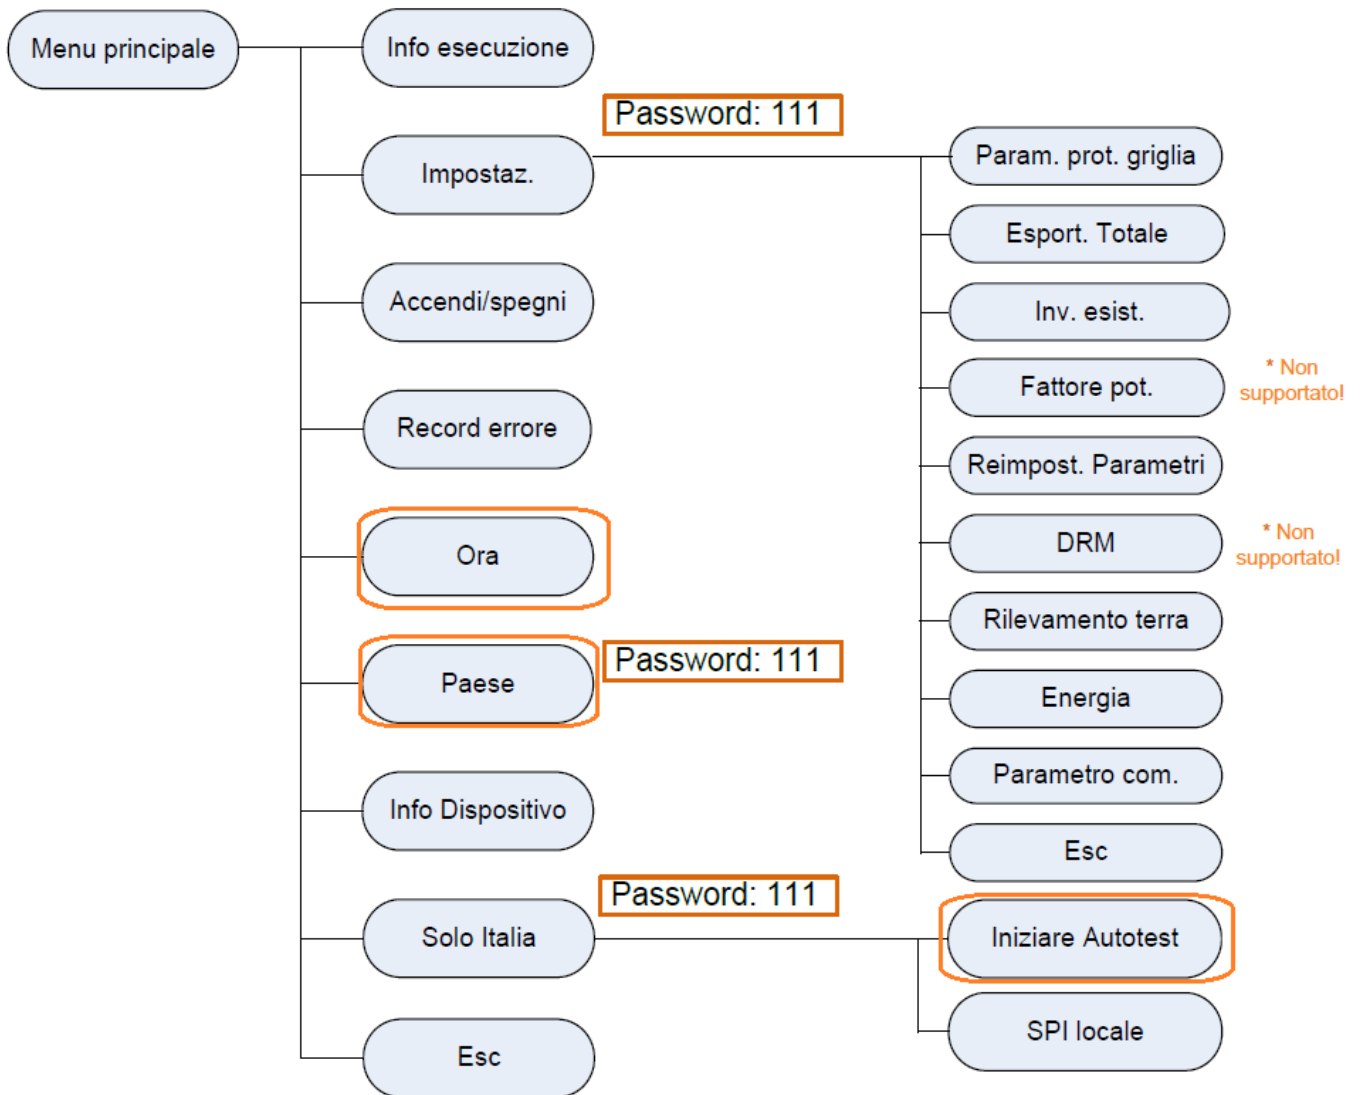 Menu principale
Info esecuzione
Password: 111
Impostaz.
Param. prot. griglia
Esport. Totale
Accendi/spegni
Inv. esist.
Fattore pot.
* Non
supportato!
Record errore
Reimpost. Parametri
Ora
DRM
* Non
supportato!
Rilevamento terra
Paese
Password: 111
Energia
Parametro com.
Info Dispositivo
Esc
Password: 111
Solo Italia
Iniziare Autotest
SPI locale
Esc